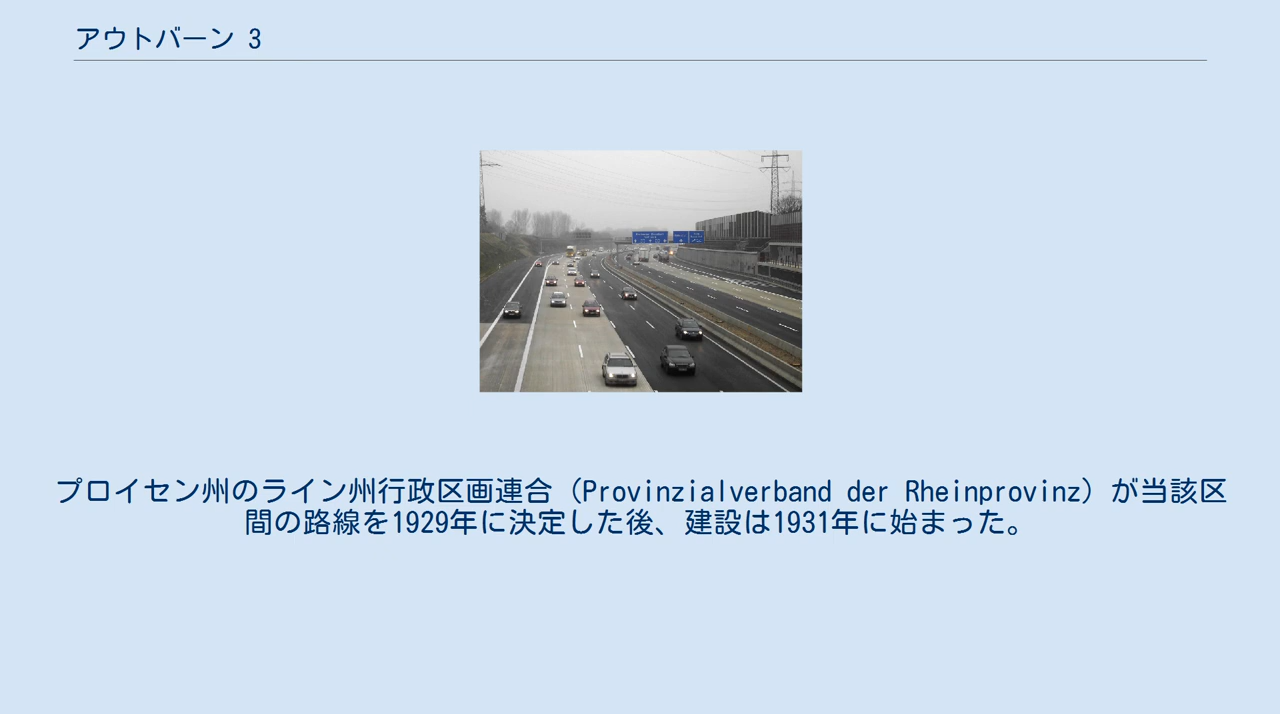 アウトバーン 3
プロイセン州のライン州行政区画連合（Provinzialverband der Rheinprovinz）が当該区
間の路線を1929年に決定した後、建設は1931年に始まった。